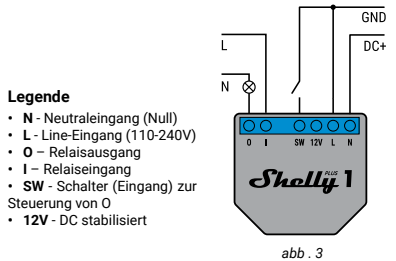 GND
L
DC+
N
O I SW 12V L N
Shelly PLUS 1
Legende
• N - Neutraleingang (Null)
• L - Line-Eingang (110-240V)
• O – Relaisausgang
• I – Relaiseingang
• SW - Schalter (Eingang) zur
Steuerung von O
• 12V - DC stabilisiert
abb . 3